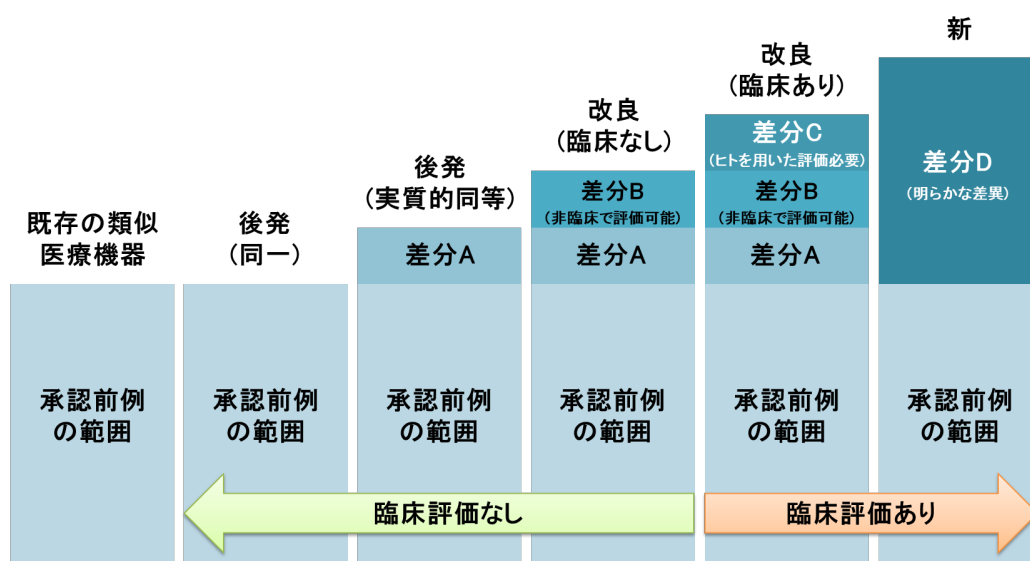 既存の類似
医療機器
承認前例
の範囲
後発
(同一)
承認前例
の範囲
後発
(実質的同等)
差分A
承認前例
の範囲
改良
(臨床なし)
差分B
(非臨床で評価可能)
差分A
承認前例
の範囲
改良
(臨床あり)
差分C
(ヒトを用いた評価必要)
差分B
(非臨床で評価可能)
差分A
承認前例
の範囲
新
差分D
(明らかな差異)
承認前例
の範囲
臨床評価なし
臨床評価あり